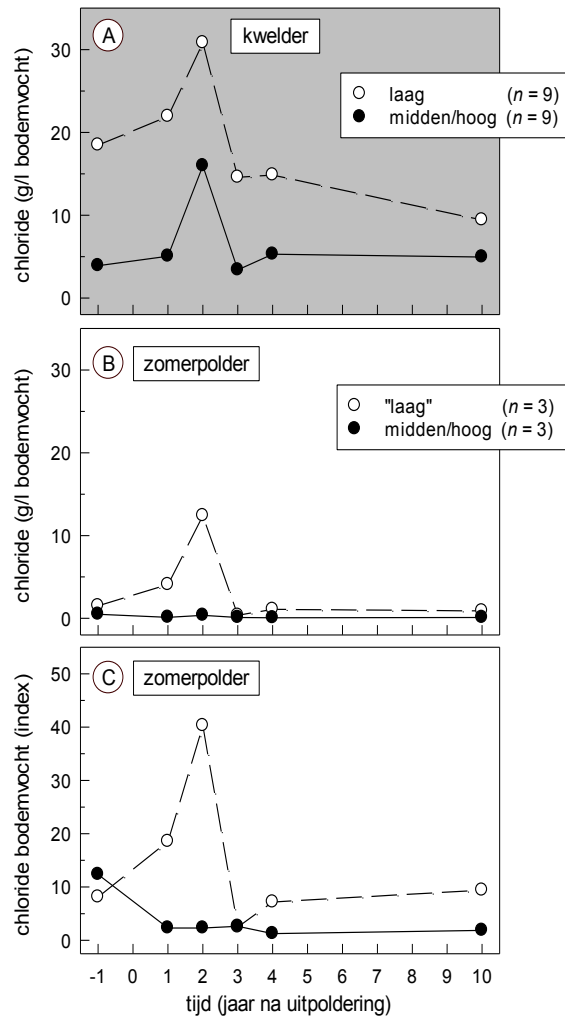 A kwelder
laag (n = 9)
midden/hoog (n = 9)
chloride (g/l bodemvocht)
30
20
10
0
B zomerpolder
"laag" (n = 3)
midden/hoog (n = 3)
chloride (g/l bodemvocht)
30
20
10
0
C zomerpolder
chloride bodemvocht (index)
50
40
30
20
10
0
-1 0 1 2 3 4 5 6 7 8 9 10
tijd (jaar na uitpoldering)